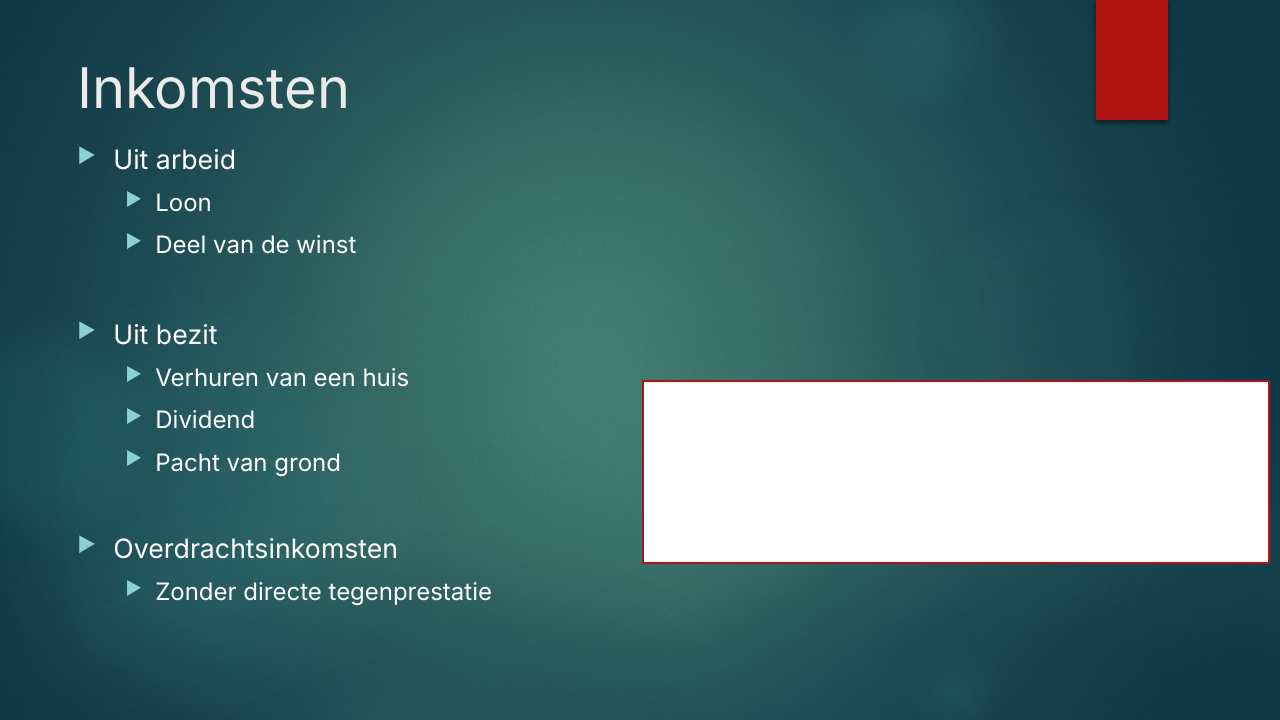 Inkomsten
Uit arbeid
Loon
Deel van de winst
Uit bezit
Verhuren van een huis
Dividend
Pacht van grond
Overdrachtsinkomsten
Zonder directe tegenprestatie